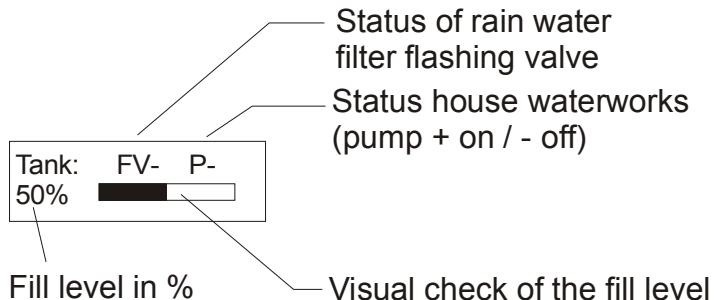 Status of rain water
filter flashing valve
Status house waterworks
(pump + on / - off)
Tank: FV- P-
50%
Fill level in %
Visual check of the fill level